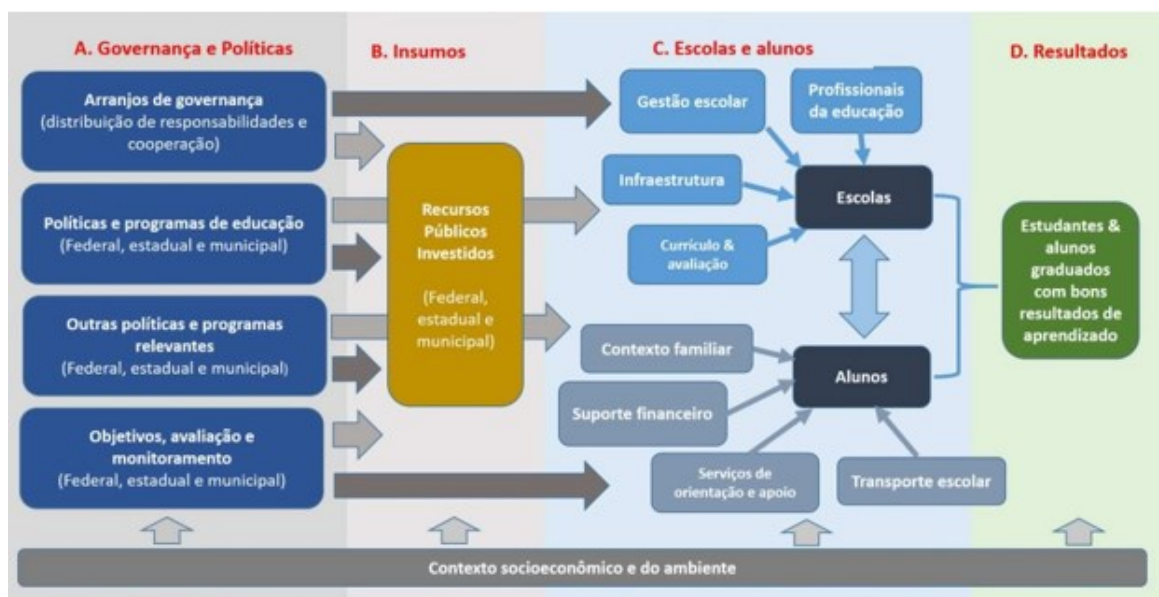 A. Governança e Políticas
Arranjos de governança
(distribuição de responsabilidades e
cooperação)
Políticas e programas de educação
(Federal, estadual e municipal)
Outras políticas e programas
relevantes
(Federal, estadual e municipal)
Objetivos, avaliação e
monitoramento
(Federal, estadual e municipal)
B. Insumos
Recursos
Públicos
Investidos
(Federal,
estadual e
municipal)
C. Escolas e alunos
Gestão escolar
Profissionais
da educação
Infraestrutura
Escolas
Currículo &
avaliação
Contexto familiar
Alunos
Suporte financeiro
Serviços de
orientação e apoio
Transporte escolar
D. Resultados
Estudantes &
alunos
graduados
com bons
resultados de
aprendizado
Contexto socioeconômico e do ambiente